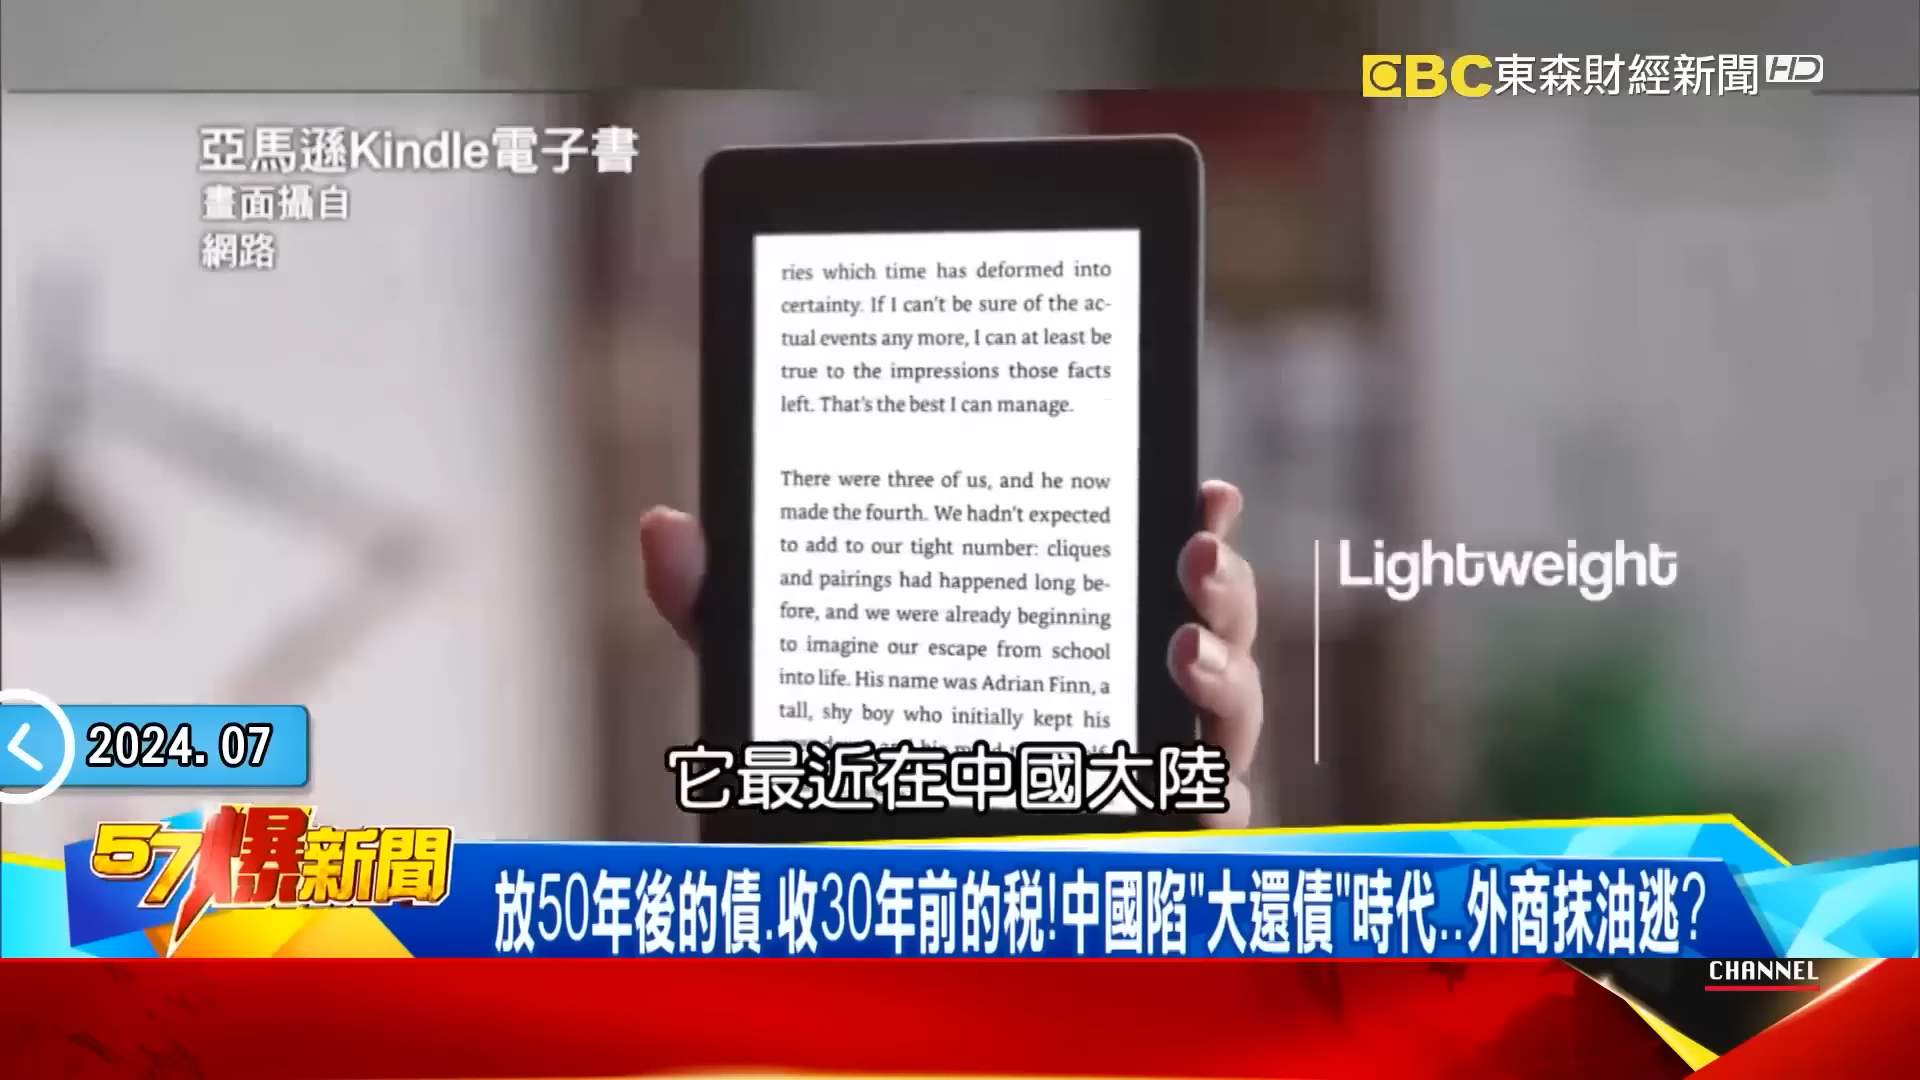 EBC東森財經新聞HD
亞馬遜Kindle電子書
畫面攝自
網路
ries which time has deformed into
certainty. If I can't be sure of the ac-
tual events any more, I can at least be
true to the impressions those facts
left. That's the best I can manage.
There were three of us, and he now
made the fourth. We hadn't expected
to add to our tight number: cliques
and pairings had happened long be-
fore, and we were already beginning
to imagine our escape from school
into life. His name was Adrian Finn, a
tall, shy boy who initially kept his
Lightweight
2024.07
它最近在中國大陸
57爆新聞
放50年後的債.收30年前的稅!中國陷"大還債"時代..外商抹油逃?
CHANNEL